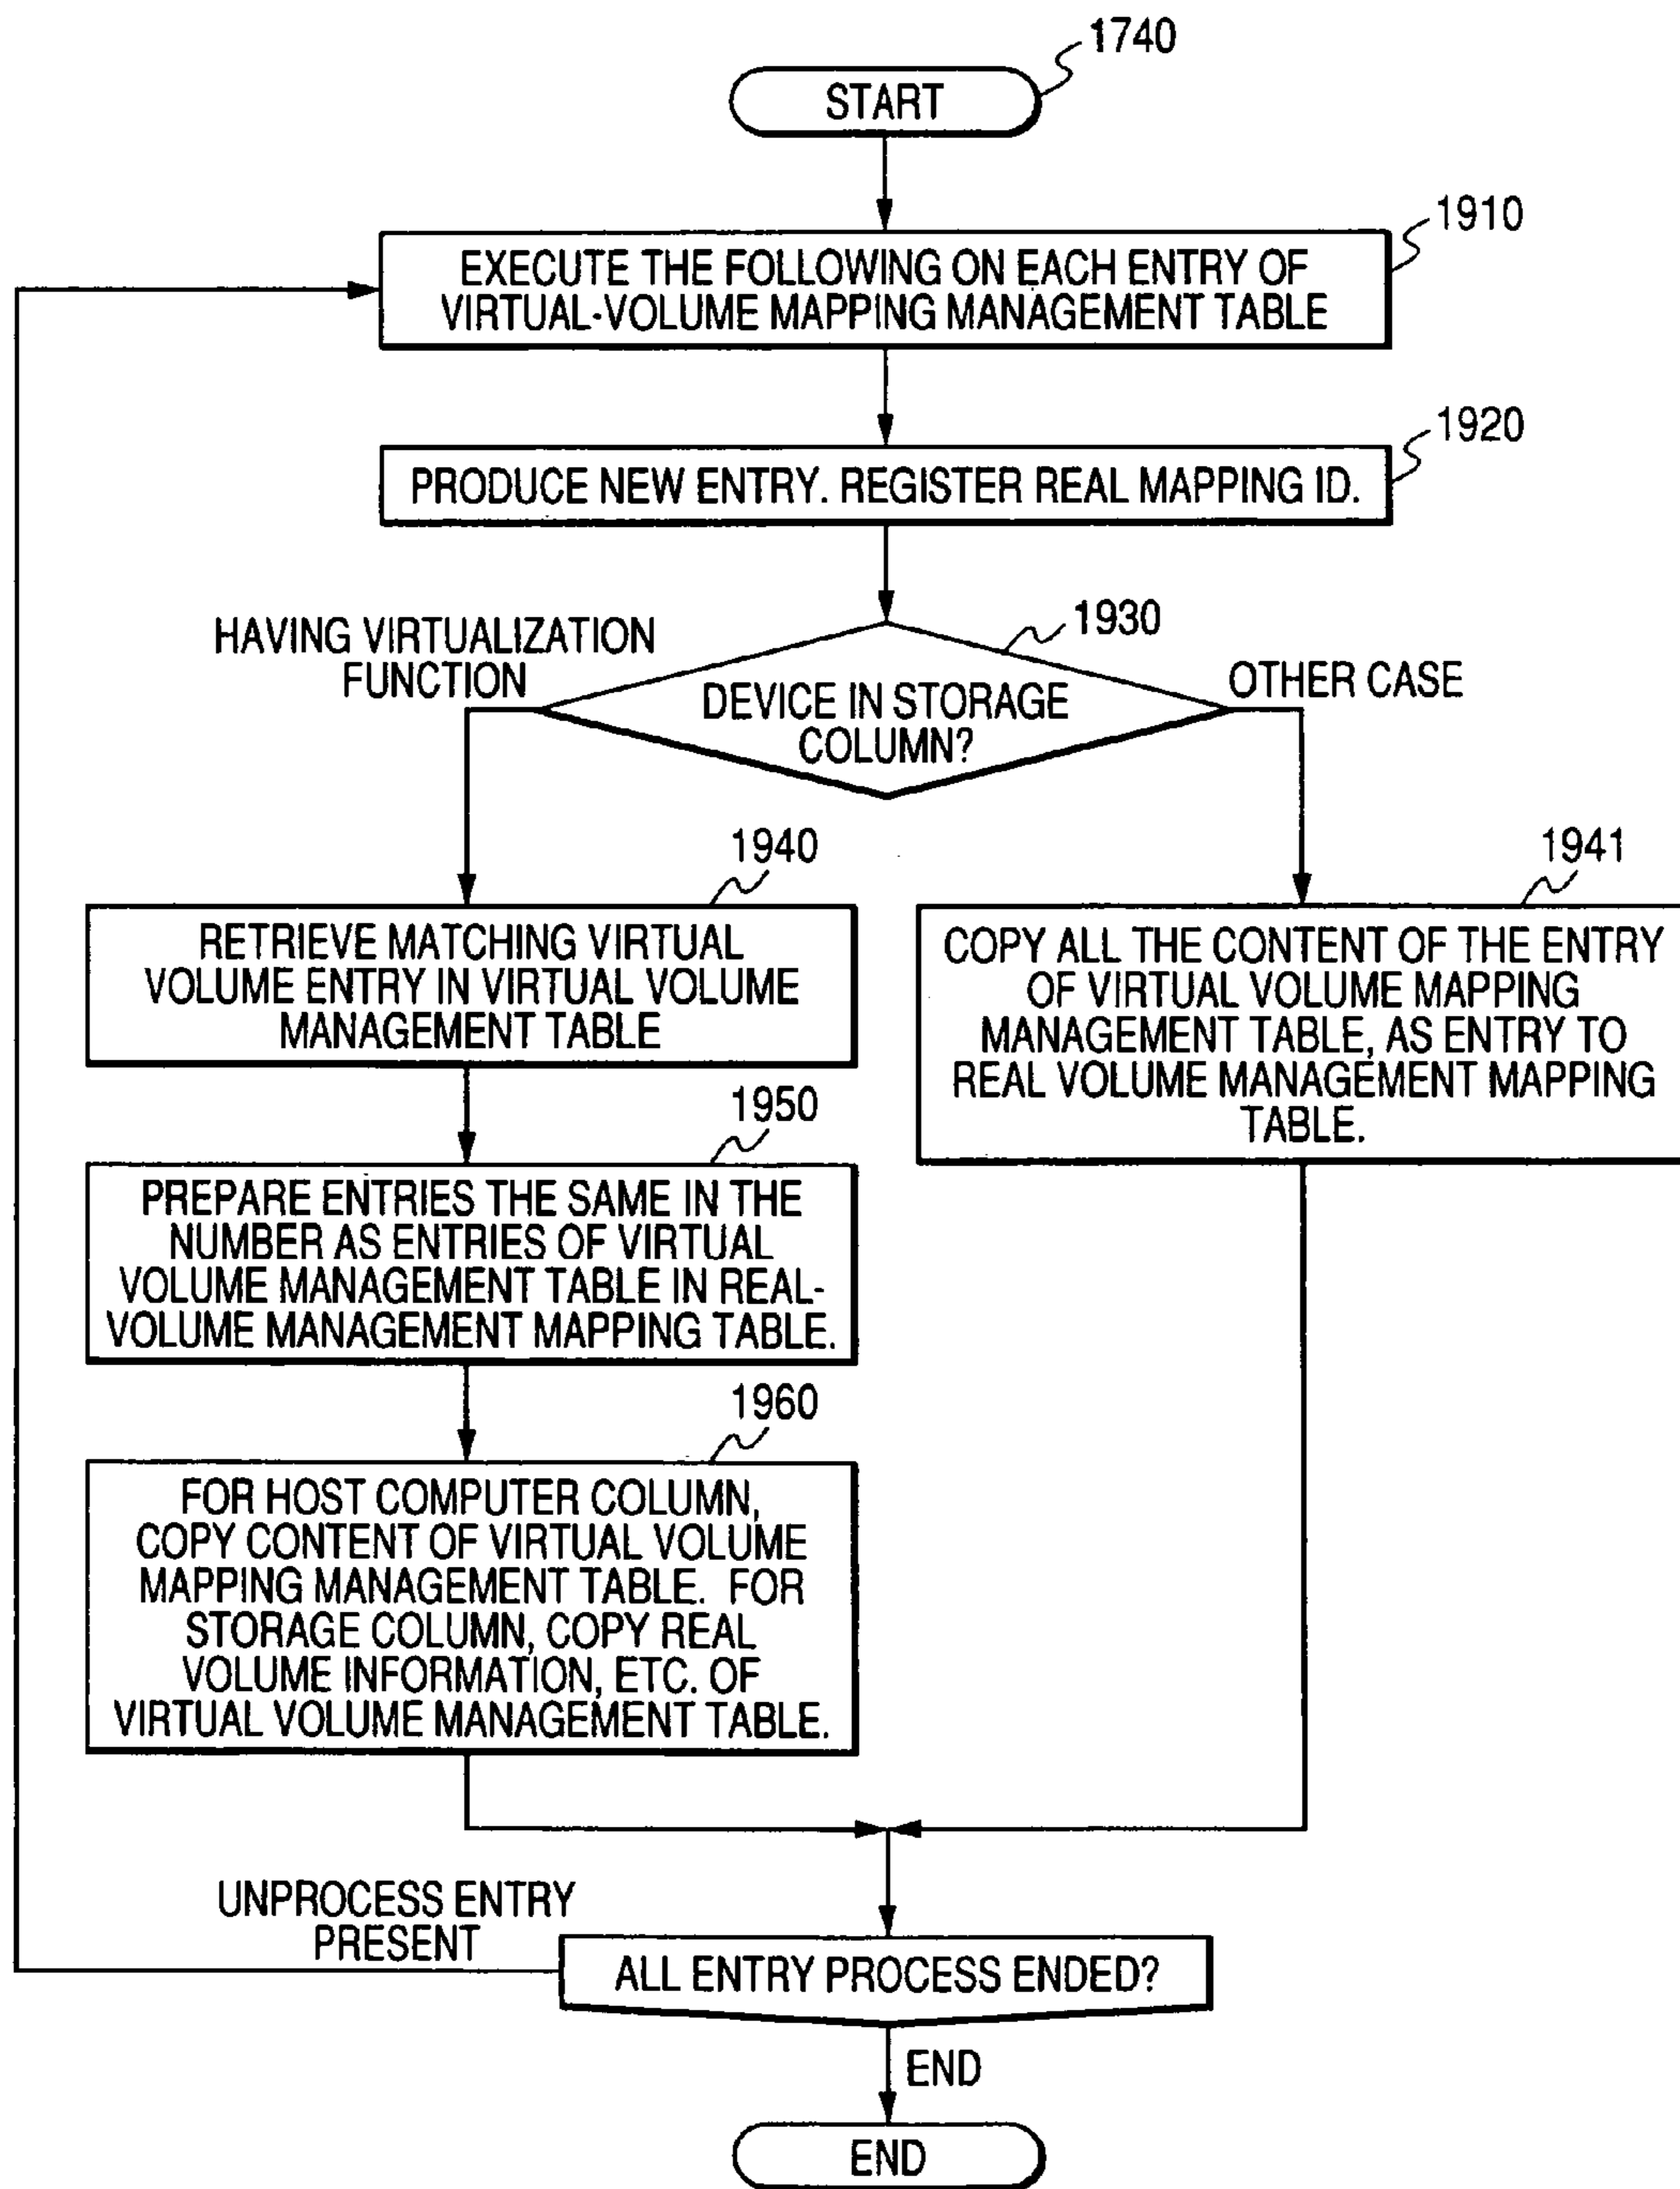 1740
START
1910
EXECUTE THE FOLLOWING ON EACH ENTRY OF
VIRTUAL-VOLUME MAPPING MANAGEMENT TABLE
1920
PRODUCE NEW ENTRY. REGISTER REAL MAPPING ID.
1930
HAVING VIRTUALIZATION
FUNCTION
DEVICE IN STORAGE
COLUMN?
OTHER CASE
1940
RETRIEVE MATCHING VIRTUAL
VOLUME ENTRY IN VIRTUAL VOLUME
MANAGEMENT TABLE
1941
COPY ALL THE CONTENT OF THE ENTRY
OF VIRTUAL VOLUME MAPPING
MANAGEMENT TABLE, AS ENTRY TO
REAL VOLUME MANAGEMENT MAPPING
TABLE.
1950
PREPARE ENTRIES THE SAME IN THE
NUMBER AS ENTRIES OF VIRTUAL
VOLUME MANAGEMENT TABLE IN REAL-
VOLUME MANAGEMENT MAPPING TABLE.
1960
FOR HOST COMPUTER COLUMN,
COPY CONTENT OF VIRTUAL VOLUME
MAPPING MANAGEMENT TABLE. FOR
STORAGE COLUMN, COPY REAL
VOLUME INFORMATION, ETC. OF
VIRTUAL VOLUME MANAGEMENT TABLE.
UNPROCESS ENTRY
PRESENT
ALL ENTRY PROCESS ENDED?
END
END